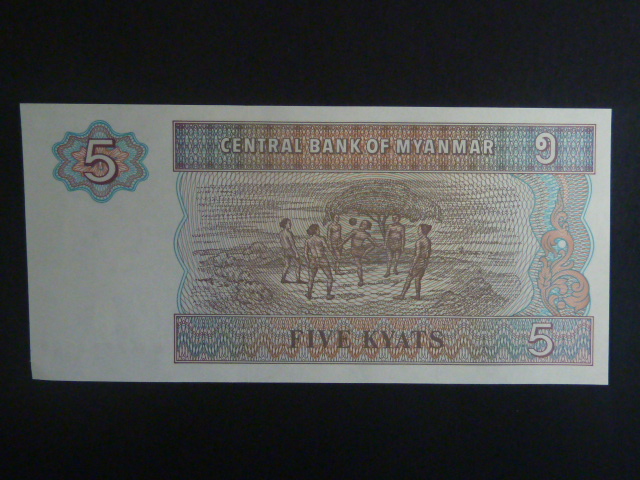 5
CENTRAL BANK OF MYANMAR ၅
FIVE KYATS 5